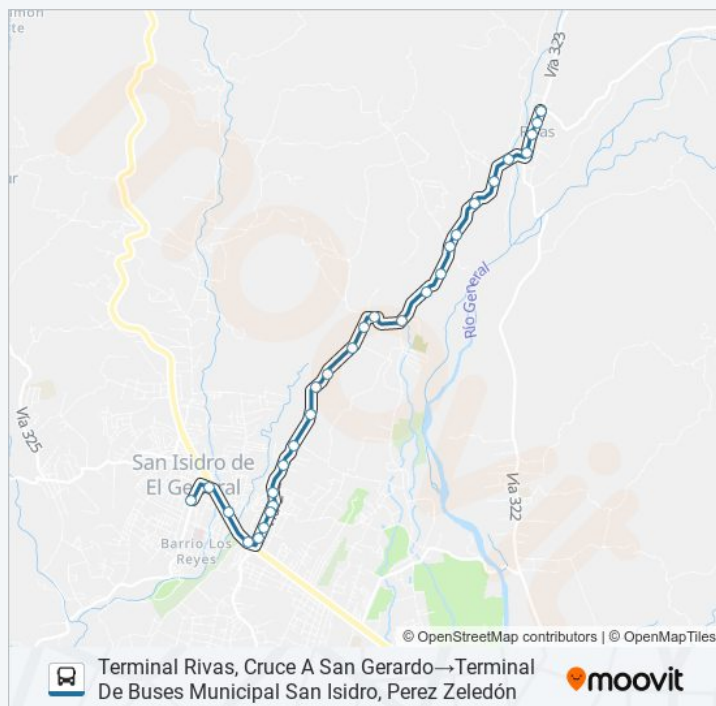 Vía 323
Rivas
Río General
Vía 325
San Isidro de
El General
Vía 322
Barrio Los
Reyes
moovit
© OpenStreetMap contributors | © OpenMapTiles
Terminal Rivas, Cruce A San Gerardo→Terminal
De Buses Municipal San Isidro, Perez Zeledón
moovit